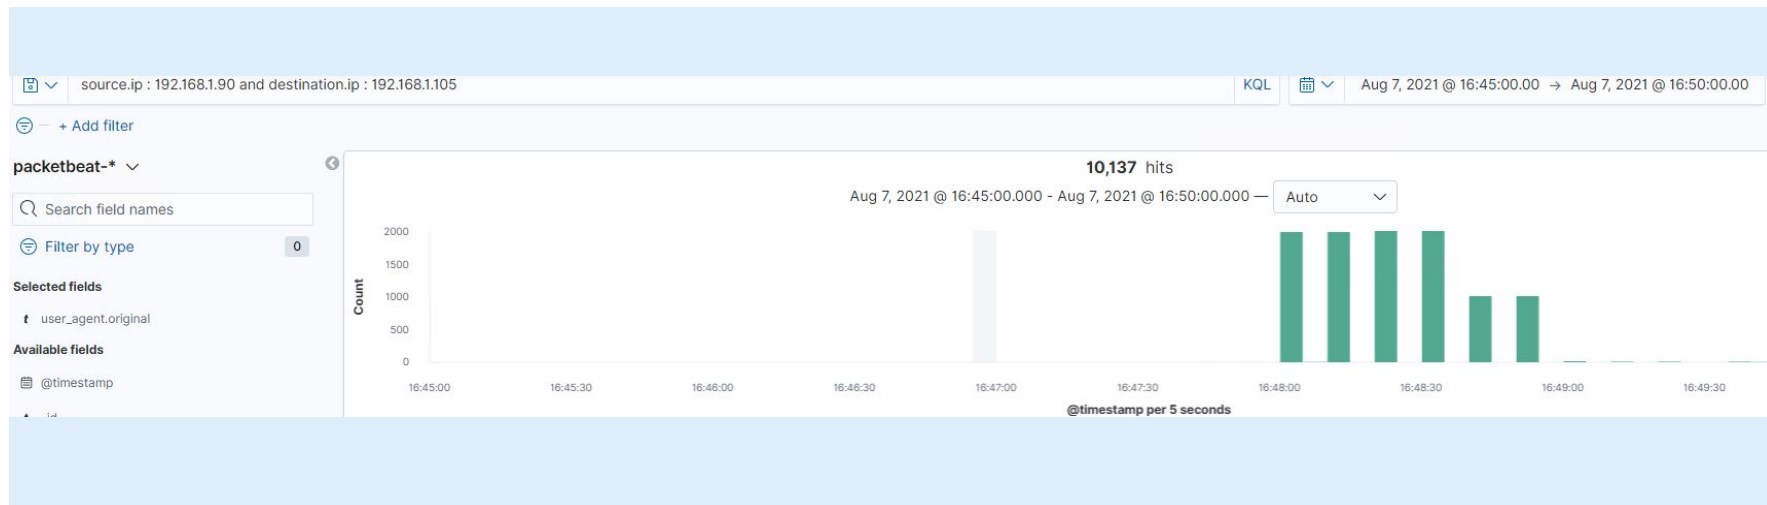 source.ip : 192.168.1.90 and destination.ip : 192.168.1.105 KQL Aug 7, 2021 @ 16:45:00.00 → Aug 7, 2021 @ 16:50:00.00
+ Add filter
packetbeat-*
Search field names
Filter by type 0
Selected fields
t user_agent.original
Available fields
@timestamp
10,137 hits
Aug 7, 2021 @ 16:45:00.000 - Aug 7, 2021 @ 16:50:00.000 — Auto
Count
2000
1500
1000
500
0
16:45:00 16:45:30 16:46:00 16:46:30 16:47:00 16:47:30 16:48:00 16:48:30 16:49:00 16:49:30
@timestamp per 5 seconds